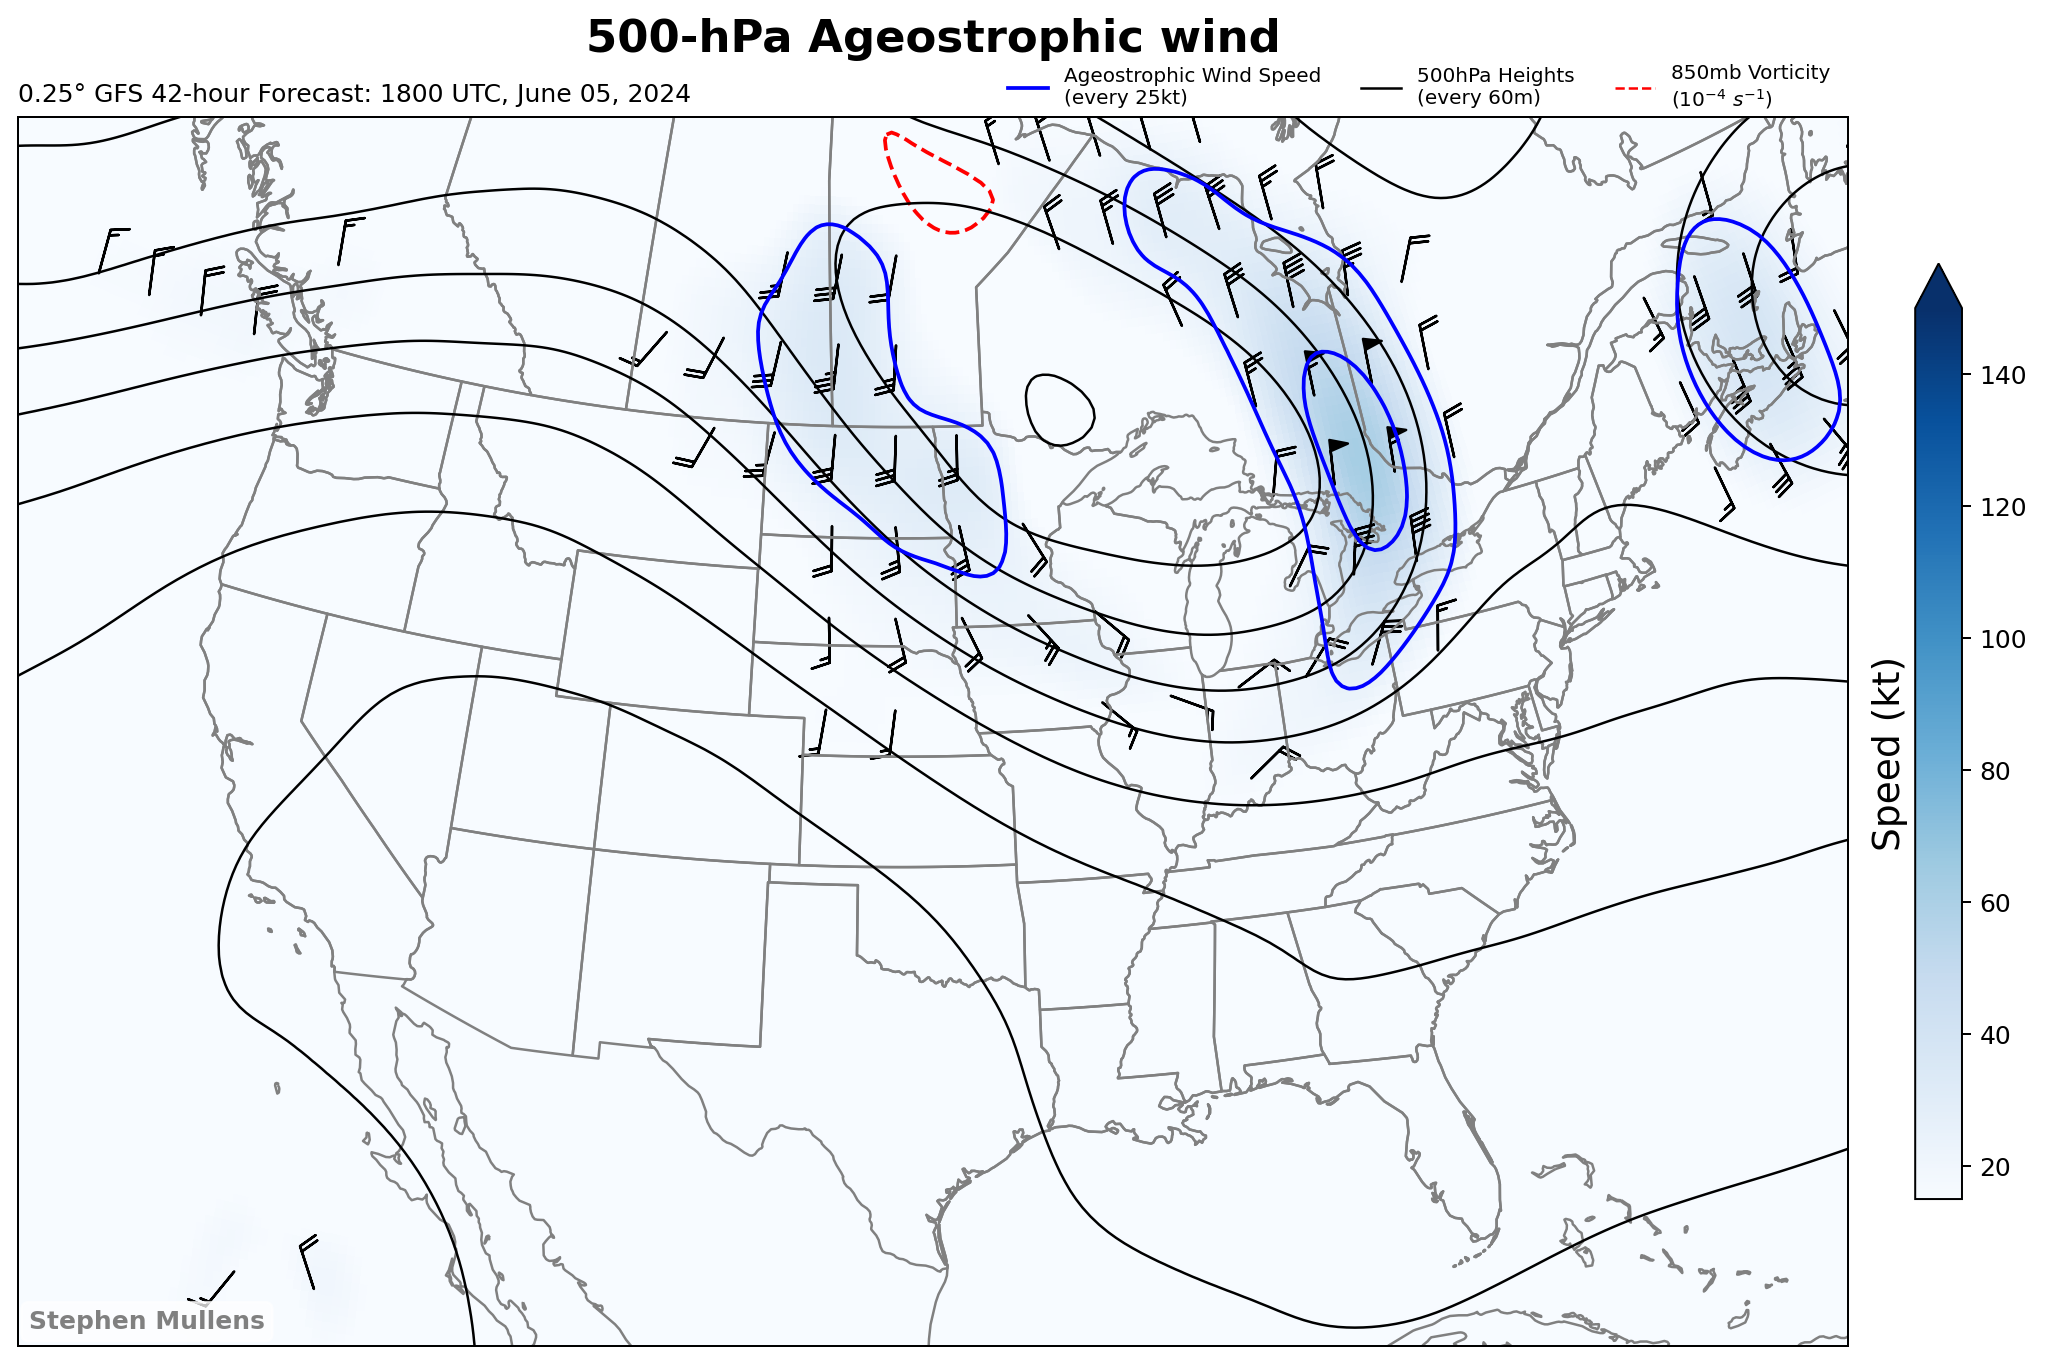 500-hPa Ageostrophic wind
0.25° GFS 42-hour Forecast: 1800 UTC, June 05, 2024
Ageostrophic Wind Speed
(every 25kt)
500hPa Heights
(every 60m)
850mb Vorticity
(10⁻⁴ s⁻¹)
140
120
100
80
60
40
20
Speed (kt)
Stephen Mullens